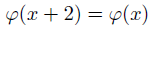 φ(x + 2) = φ(x)